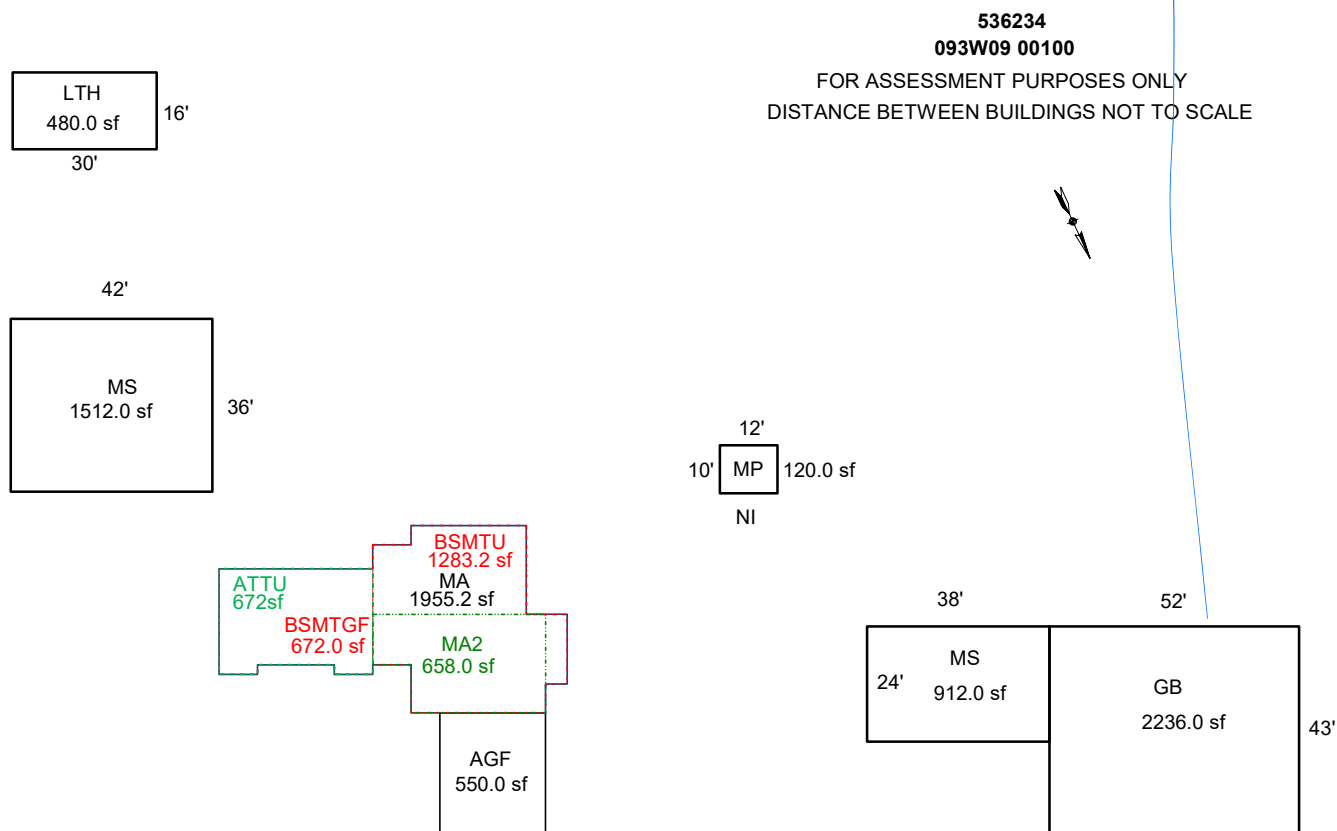 536234
093W09 00100
FOR ASSESSMENT PURPOSES ONLY
DISTANCE BETWEEN BUILDINGS NOT TO SCALE
LTH
480.0 sf
16'
30'
42'
MS
1512.0 sf
36'
12'
10'
MP
120.0 sf
NI
BSMTU
1283.2 sf
MA
1955.2 sf
ATTU
672sf
BSMTGF
672.0 sf
MA2
658.0 sf
AGF
550.0 sf
38'
52'
MS
912.0 sf
24'
GB
2236.0 sf
43'